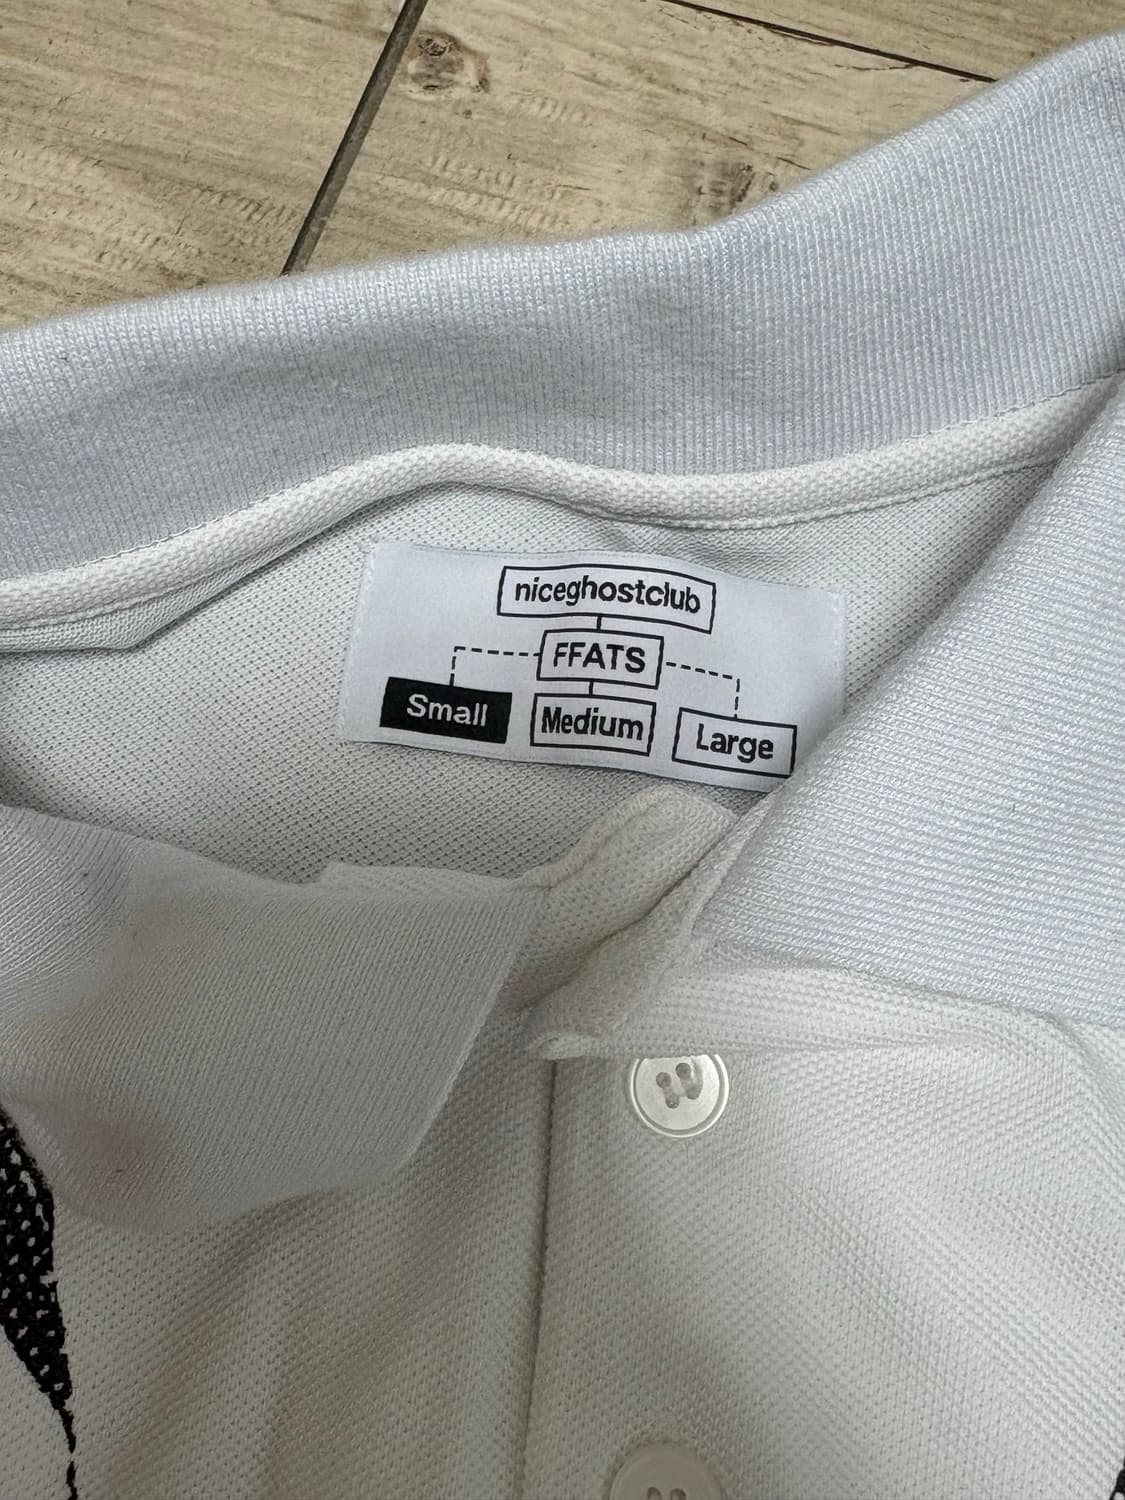 niceghostclub
FFATS
Small Medium Large